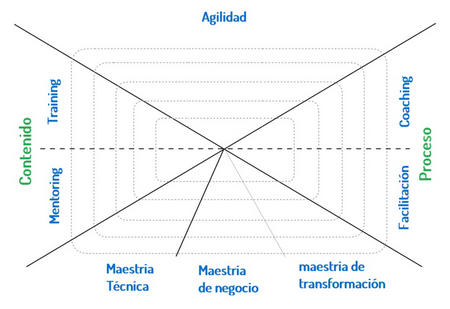 Agilidad
Training
Coaching
Contenido
Proceso
Mentoring
Facilitación
Maestria
Técnica
Maestria
de negocio
maestria de
transformación